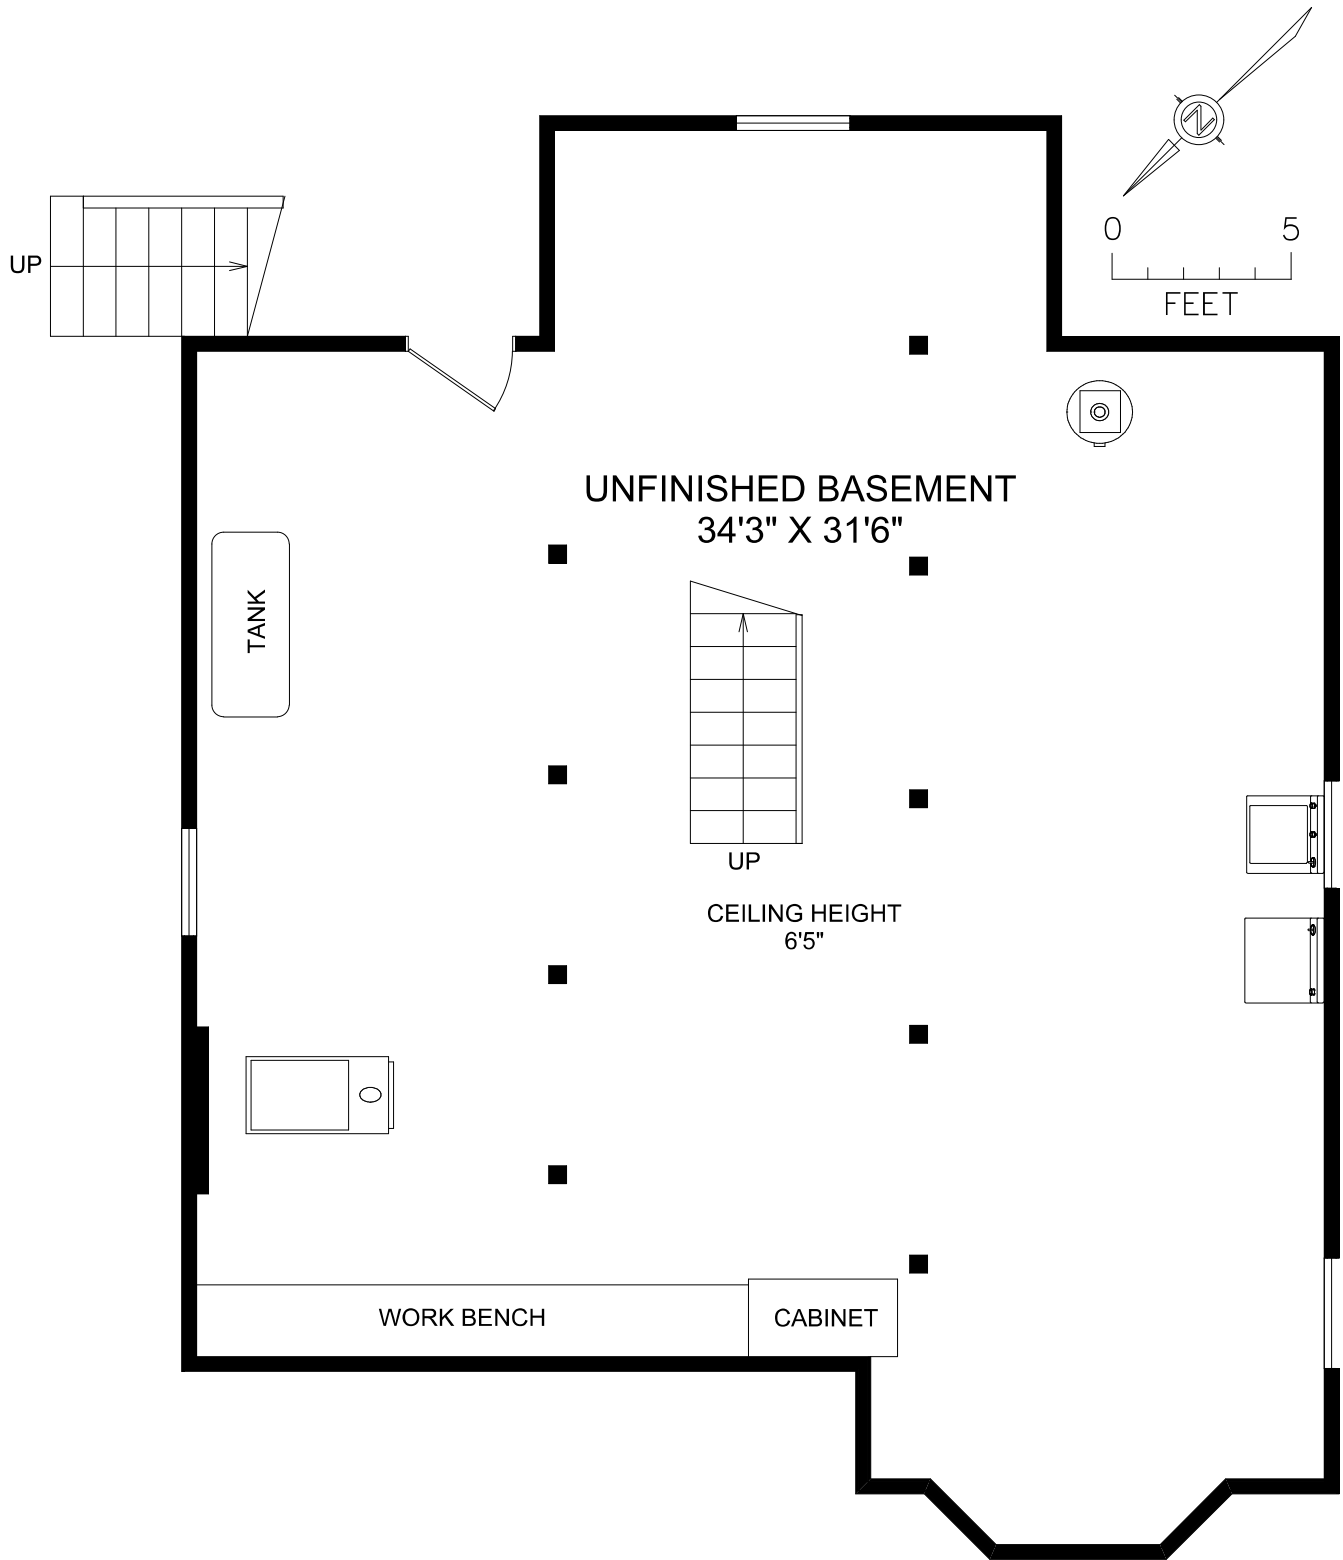 N
0 5
FEET
UP
UNFINISHED BASEMENT
34'3" X 31'6"
TANK
UP
CEILING HEIGHT
6'5"
WORK BENCH
CABINET